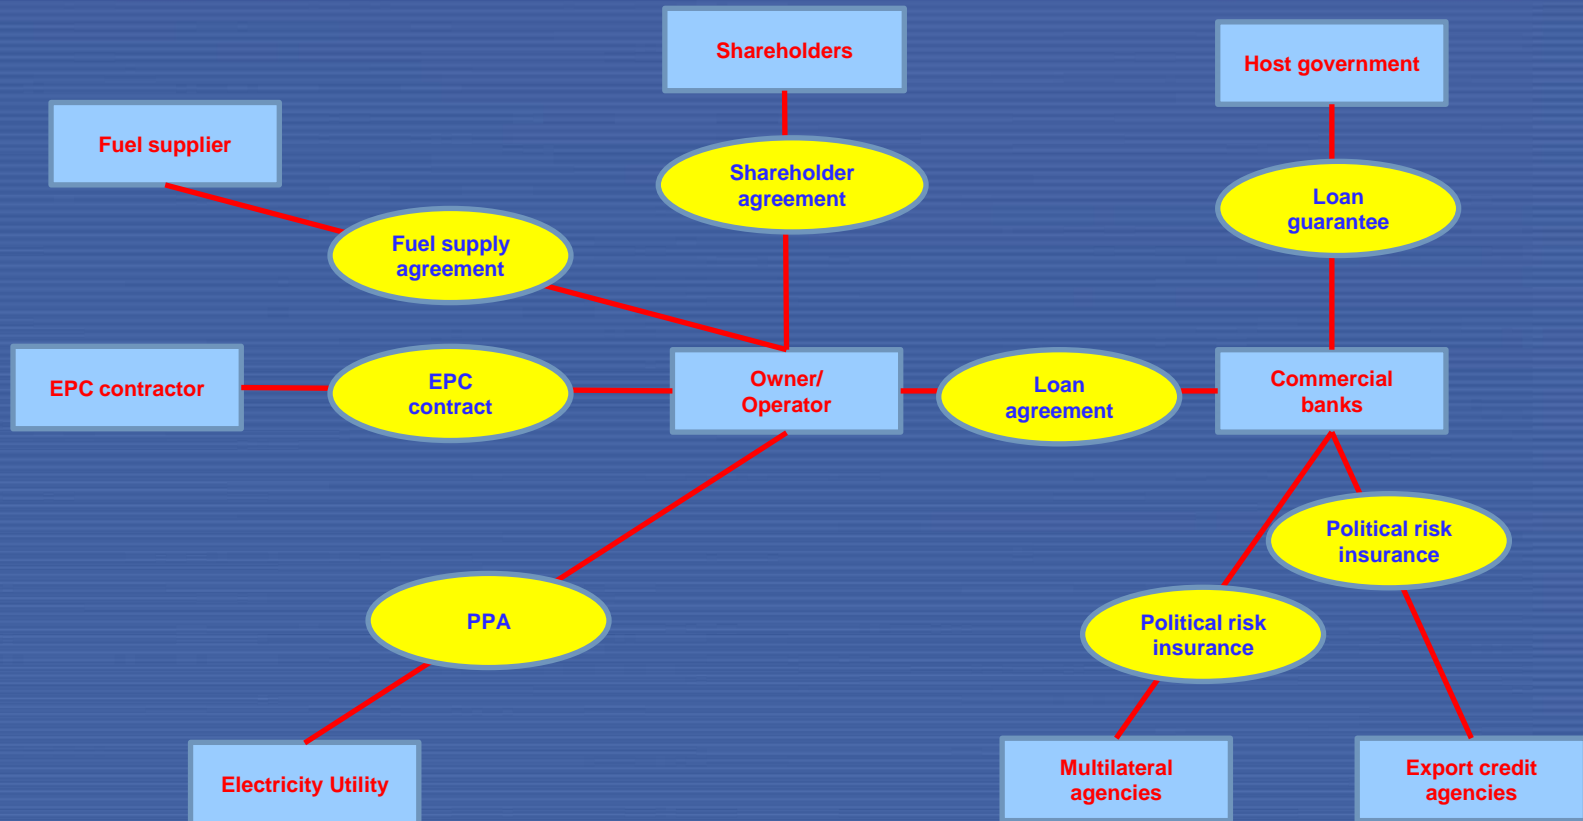 Shareholders
Host government
Fuel supplier
Shareholder
agreement
Loan
guarantee
Fuel supply
agreement
EPC contractor
EPC
contract
Owner/
Operator
Loan
agreement
Commercial
banks
Political risk
insurance
PPA
Political risk
insurance
Electricity Utility
Multilateral
agencies
Export credit
agencies